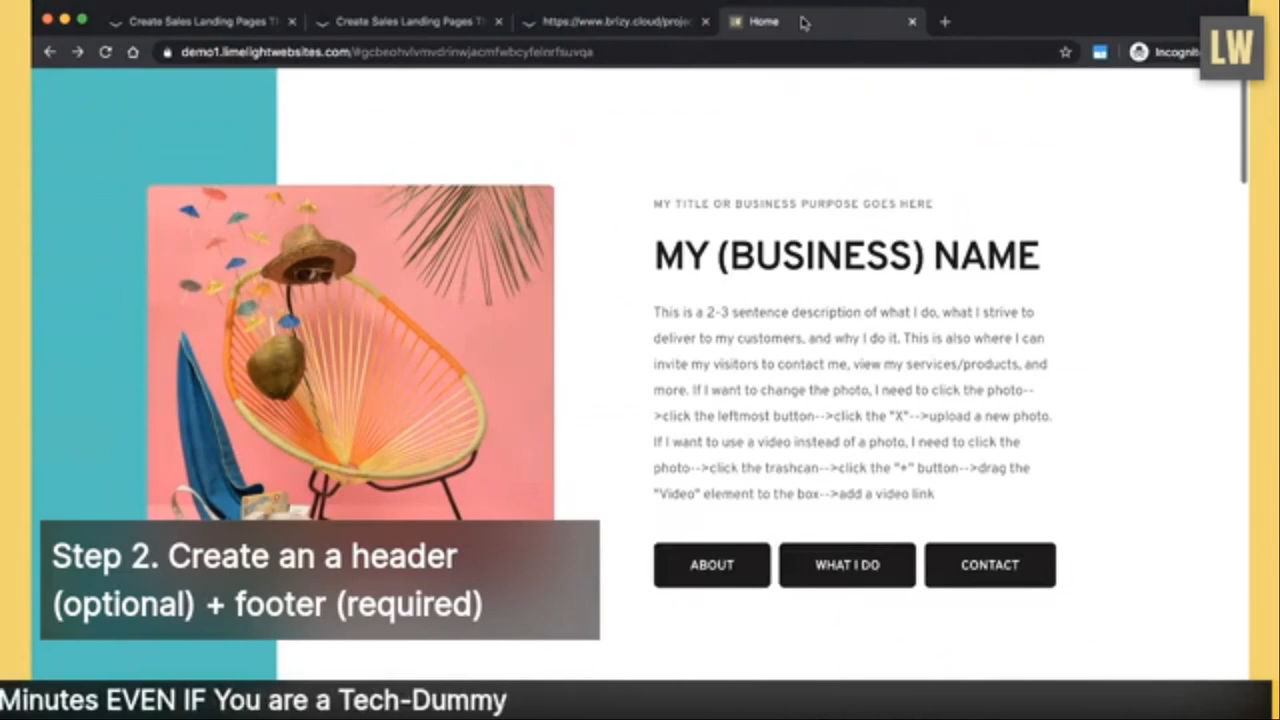 Create Sales Landing Pages T
Create Sales Landing Pages T
https://www.brizy.cloud/proje
Home
demo1.limelightwebsites.com/#gcbeohvlvmvdrinwjacmfwbcyfelnrfsuvqa
Incognit
LW
MY TITLE OR BUSINESS PURPOSE GOES HERE
MY (BUSINESS) NAME
This is a 2-3 sentence description of what I do, what I strive to
deliver to my customers, and why I do it. This is also where I can
invite my visitors to contact me, view my services/products, and
more. If I want to change the photo, I need to click the photo--
>click the leftmost button-->click the "X"-->upload a new photo.
If I want to use a video instead of a photo, I need to click the
photo-->click the trashcan-->click the "+" button-->drag the
"Video" element to the box-->add a video link
ABOUT
WHAT I DO
CONTACT
Step 2. Create an a header
(optional) + footer (required)
Minutes EVEN IF You are a Tech-Dummy